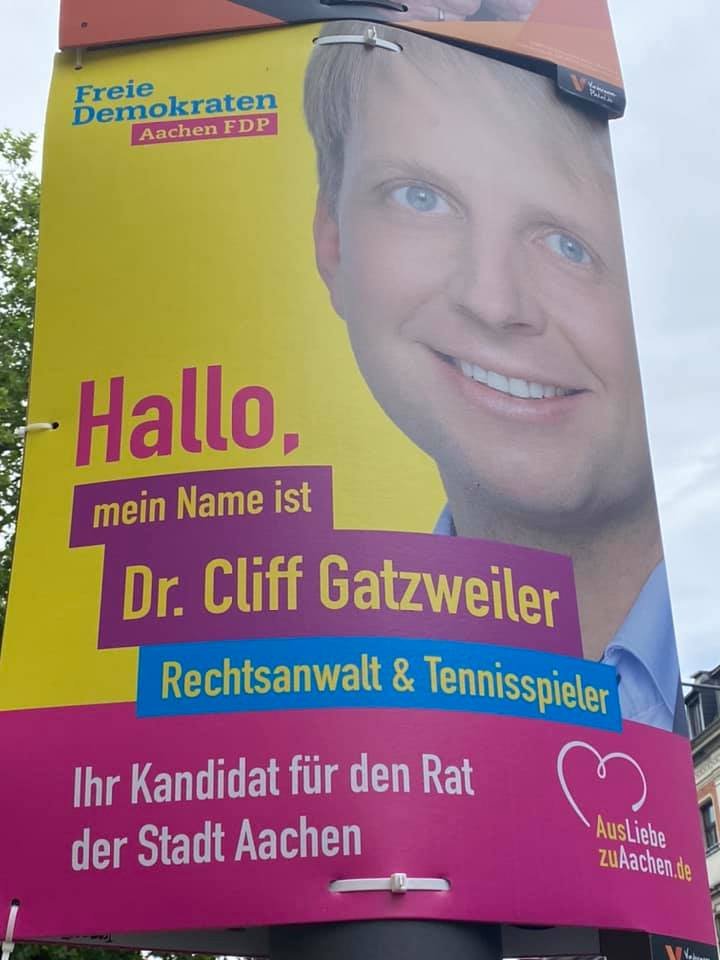 Freie
Demokraten
Aachen FDP
Hallo,
mein Name ist
Dr. Cliff Gatzweiler
Rechtsanwalt & Tennisspieler
Ihr Kandidat für den Rat
der Stadt Aachen
AusLiebe
zuAachen.de